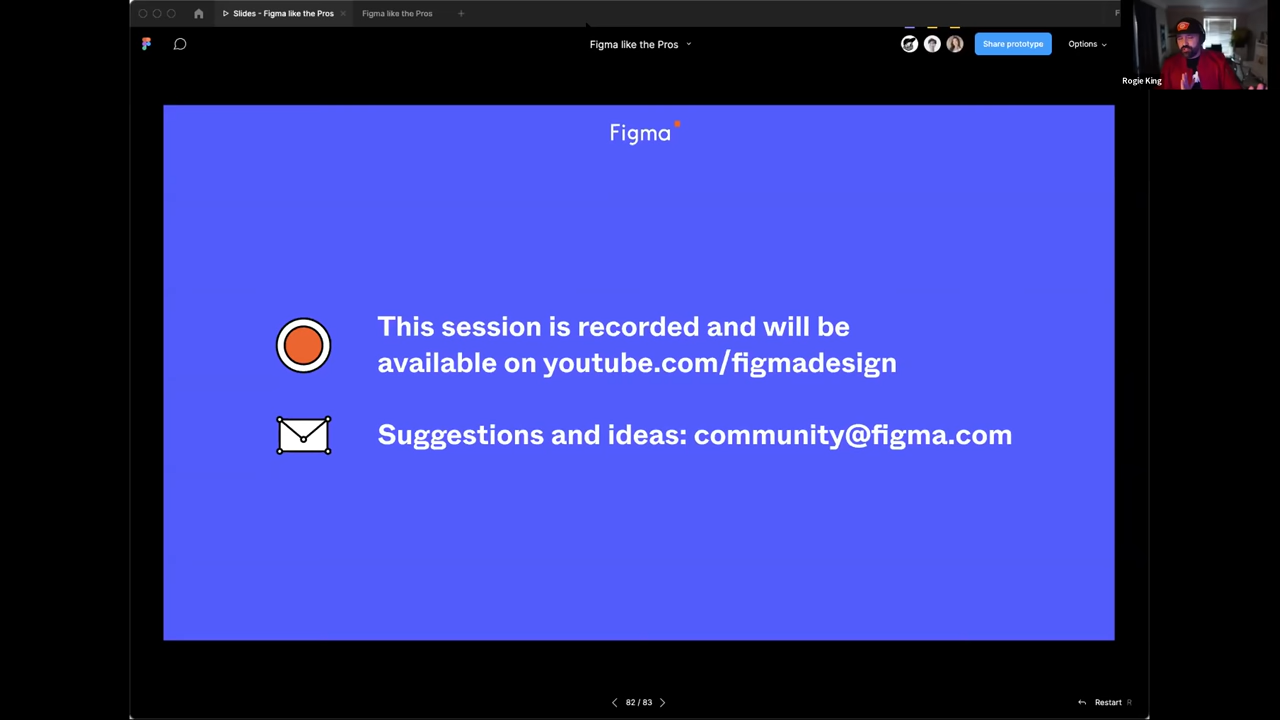 Slides - Figma like the Pros
Figma like the Pros
F
Figma like the Pros
Share prototype
Options
Rogie King
Figma
This session is recorded and will be
available on youtube.com/figmadesign
Suggestions and ideas: community@figma.com
82 / 83
Restart R